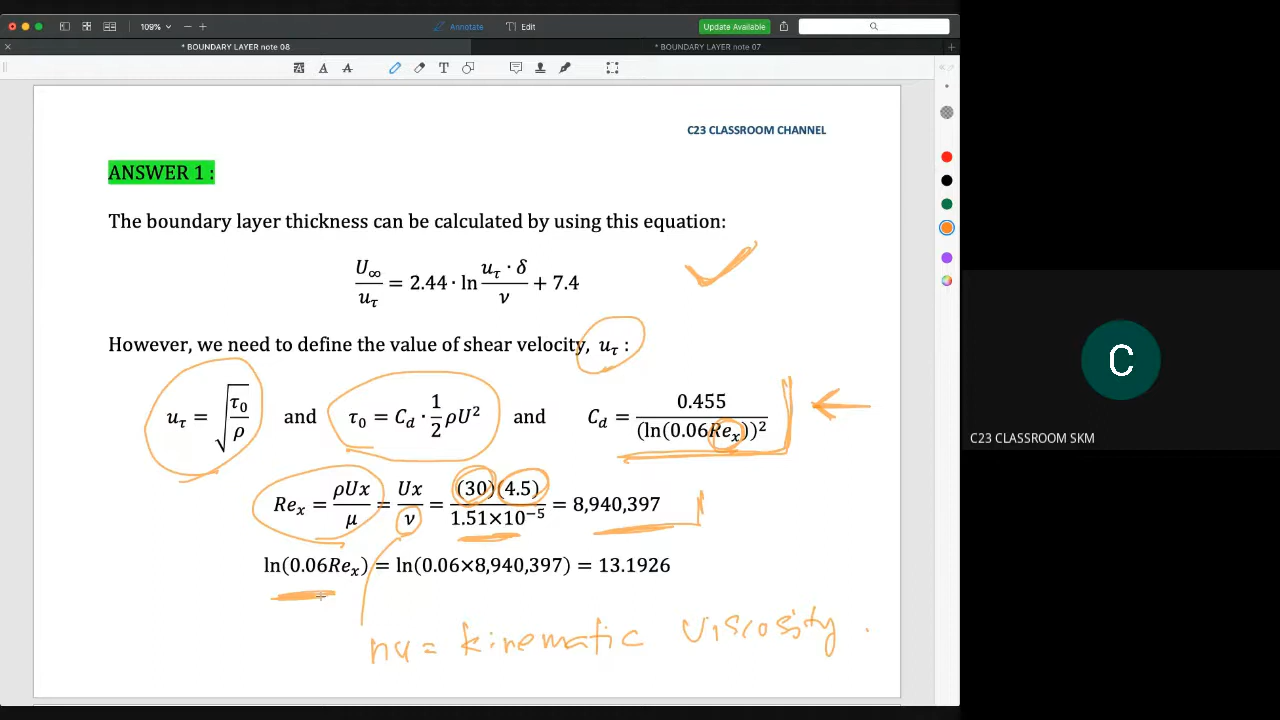 109%
Annotate
Edit
Update Available
* BOUNDARY LAYER note 08
* BOUNDARY LAYER note 07
C23 CLASSROOM CHANNEL
ANSWER 1 :
The boundary layer thickness can be calculated by using this equation:
U∞/uτ = 2.44 · ln (uτ · δ)/ν + 7.4
However, we need to define the value of shear velocity, uτ :
uτ = √(τ0/ρ) and τ0 = Cd · 1/2 ρU² and Cd = 0.455/(ln(0.06Rex))²
Rex = ρUx/μ = Ux/ν = (30)(4.5)/1.51×10⁻⁵ = 8,940,397
ln(0.06Rex) = ln(0.06×8,940,397) = 13.1926
nu = kinematic viscosity .
C
C23 CLASSROOM SKM